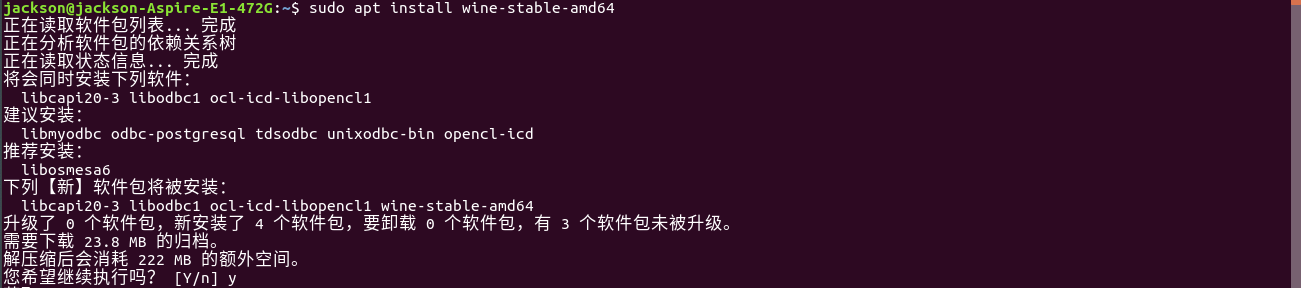 jackson@jackson-Aspire-E1-472G:~$ sudo apt install wine-stable-amd64
正在读取软件包列表... 完成
正在分析软件包的依赖关系树
正在读取状态信息... 完成
将会同时安装下列软件：
  libcapi20-3 libodbc1 ocl-icd-libopencl1
建议安装：
  libmyodbc odbc-postgresql tdsodbc unixodbc-bin opencl-icd
推荐安装：
  libosmesa6
下列【新】软件包将被安装：
  libcapi20-3 libodbc1 ocl-icd-libopencl1 wine-stable-amd64
升级了 0 个软件包，新安装了 4 个软件包，要卸载 0 个软件包，有 3 个软件包未被升级。
需要下载 23.8 MB 的归档。
解压缩后会消耗 222 MB 的额外空间。
您希望继续执行吗？ [Y/n] y